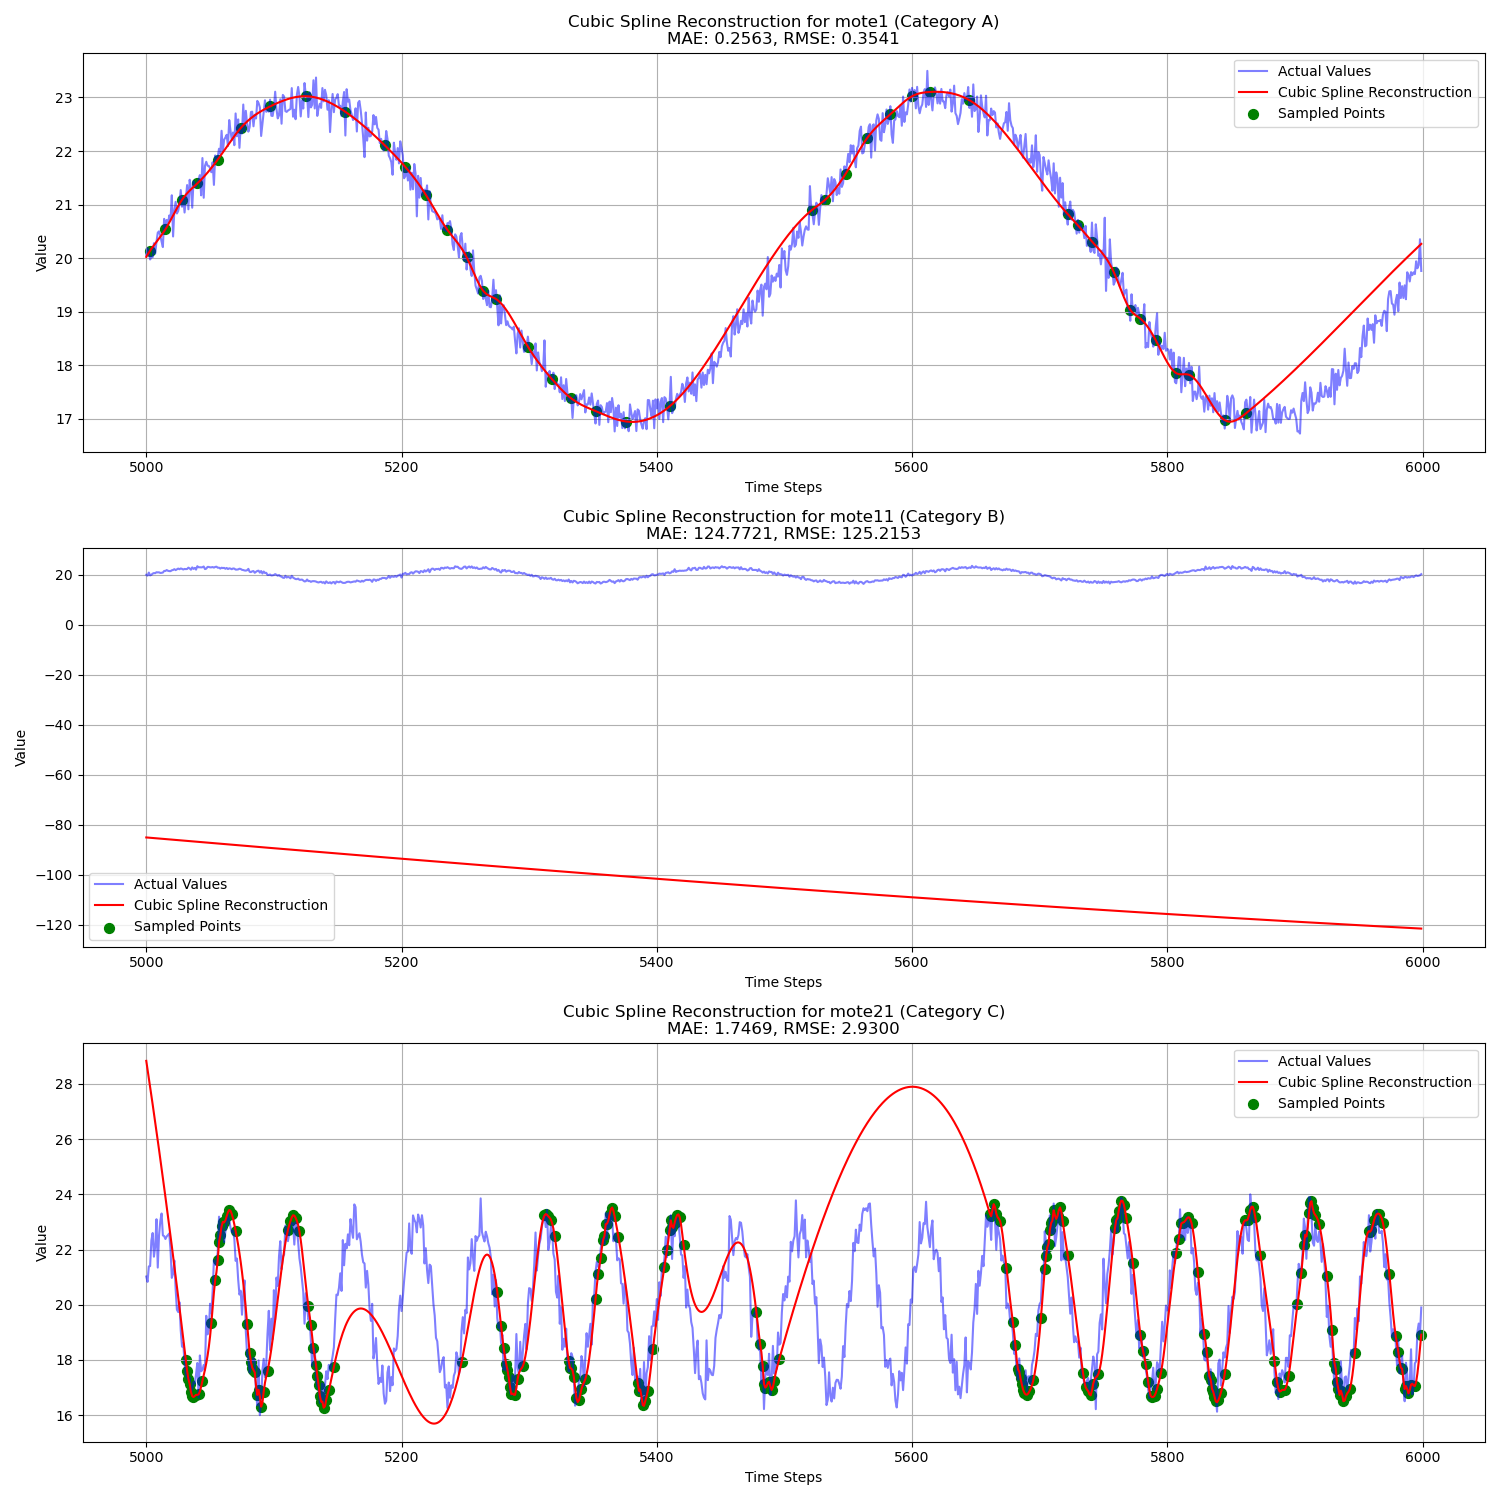 Cubic Spline Reconstruction for mote1 (Category A)
MAE: 0.2563, RMSE: 0.3541
Actual Values
Cubic Spline Reconstruction
Sampled Points
23
22
21
20
19
18
17
Value
5000
5200
5400
5600
5800
6000
Time Steps
Cubic Spline Reconstruction for mote11 (Category B)
MAE: 124.7721, RMSE: 125.2153
20
0
−20
−40
−60
−80
−100
−120
Value
Actual Values
Cubic Spline Reconstruction
Sampled Points
5000
5200
5400
5600
5800
6000
Time Steps
Cubic Spline Reconstruction for mote21 (Category C)
MAE: 1.7469, RMSE: 2.9300
Actual Values
Cubic Spline Reconstruction
Sampled Points
28
26
24
22
20
18
16
Value
5000
5200
5400
5600
5800
6000
Time Steps